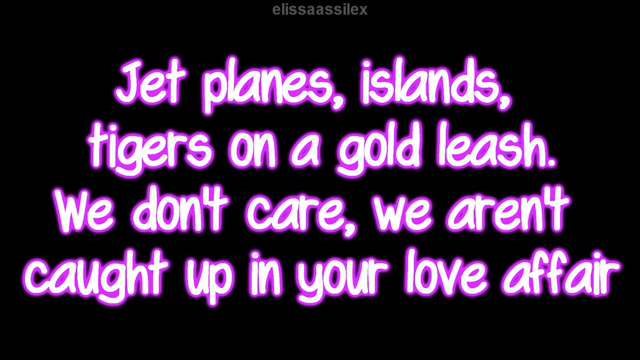 elissaassilex
Jet planes, islands,
tigers on a gold leash.
We don't care, we aren't
caught up in your love affair